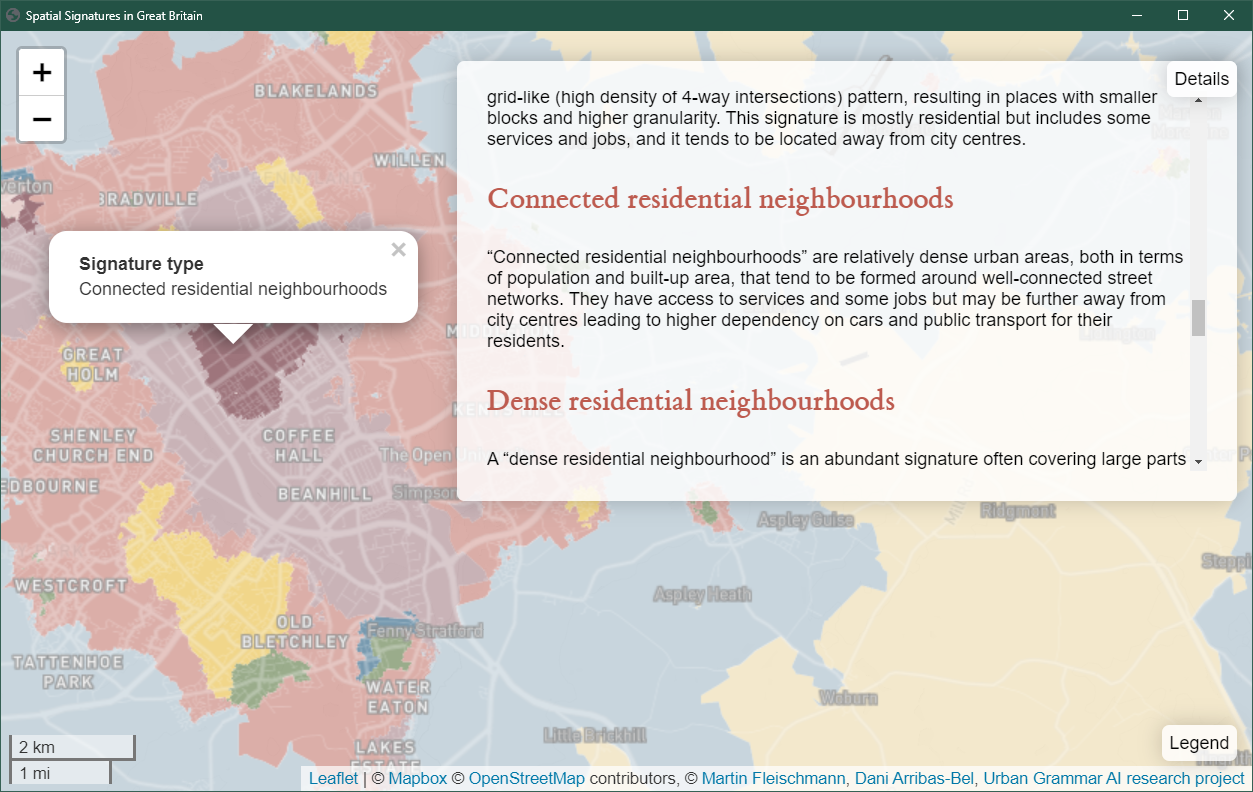 Spatial Signatures in Great Britain
+
−
Details
grid-like (high density of 4-way intersections) pattern, resulting in places with smaller
blocks and higher granularity. This signature is mostly residential but includes some
services and jobs, and it tends to be located away from city centres.
Connected residential neighbourhoods
“Connected residential neighbourhoods” are relatively dense urban areas, both in terms
of population and built-up area, that tend to be formed around well-connected street
networks. They have access to services and some jobs but may be further away from
city centres leading to higher dependency on cars and public transport for their
residents.
Dense residential neighbourhoods
A “dense residential neighbourhood” is an abundant signature often covering large parts
BLAKELANDS
WILLEN
verton
BRADVILLE
×
Signature type
Connected residential neighbourhoods
GREAT
HOLM
SHENLEY
CHURCH END
COFFEE
HALL
The Open
EDBOURNE
BEANHILL
Simpson
Aspley Guise
Ridgmont
WESTCROFT
Aspley Heath
OLD
BLETCHLEY
Fenny Stratford
TATTENHOE
PARK
WATER
EATON
Woburn
Little Brickhill
LAKES
ESTATE
2 km
1 mi
Legend
Leaflet | © Mapbox © OpenStreetMap contributors, © Martin Fleischmann, Dani Arribas-Bel, Urban Grammar AI research project